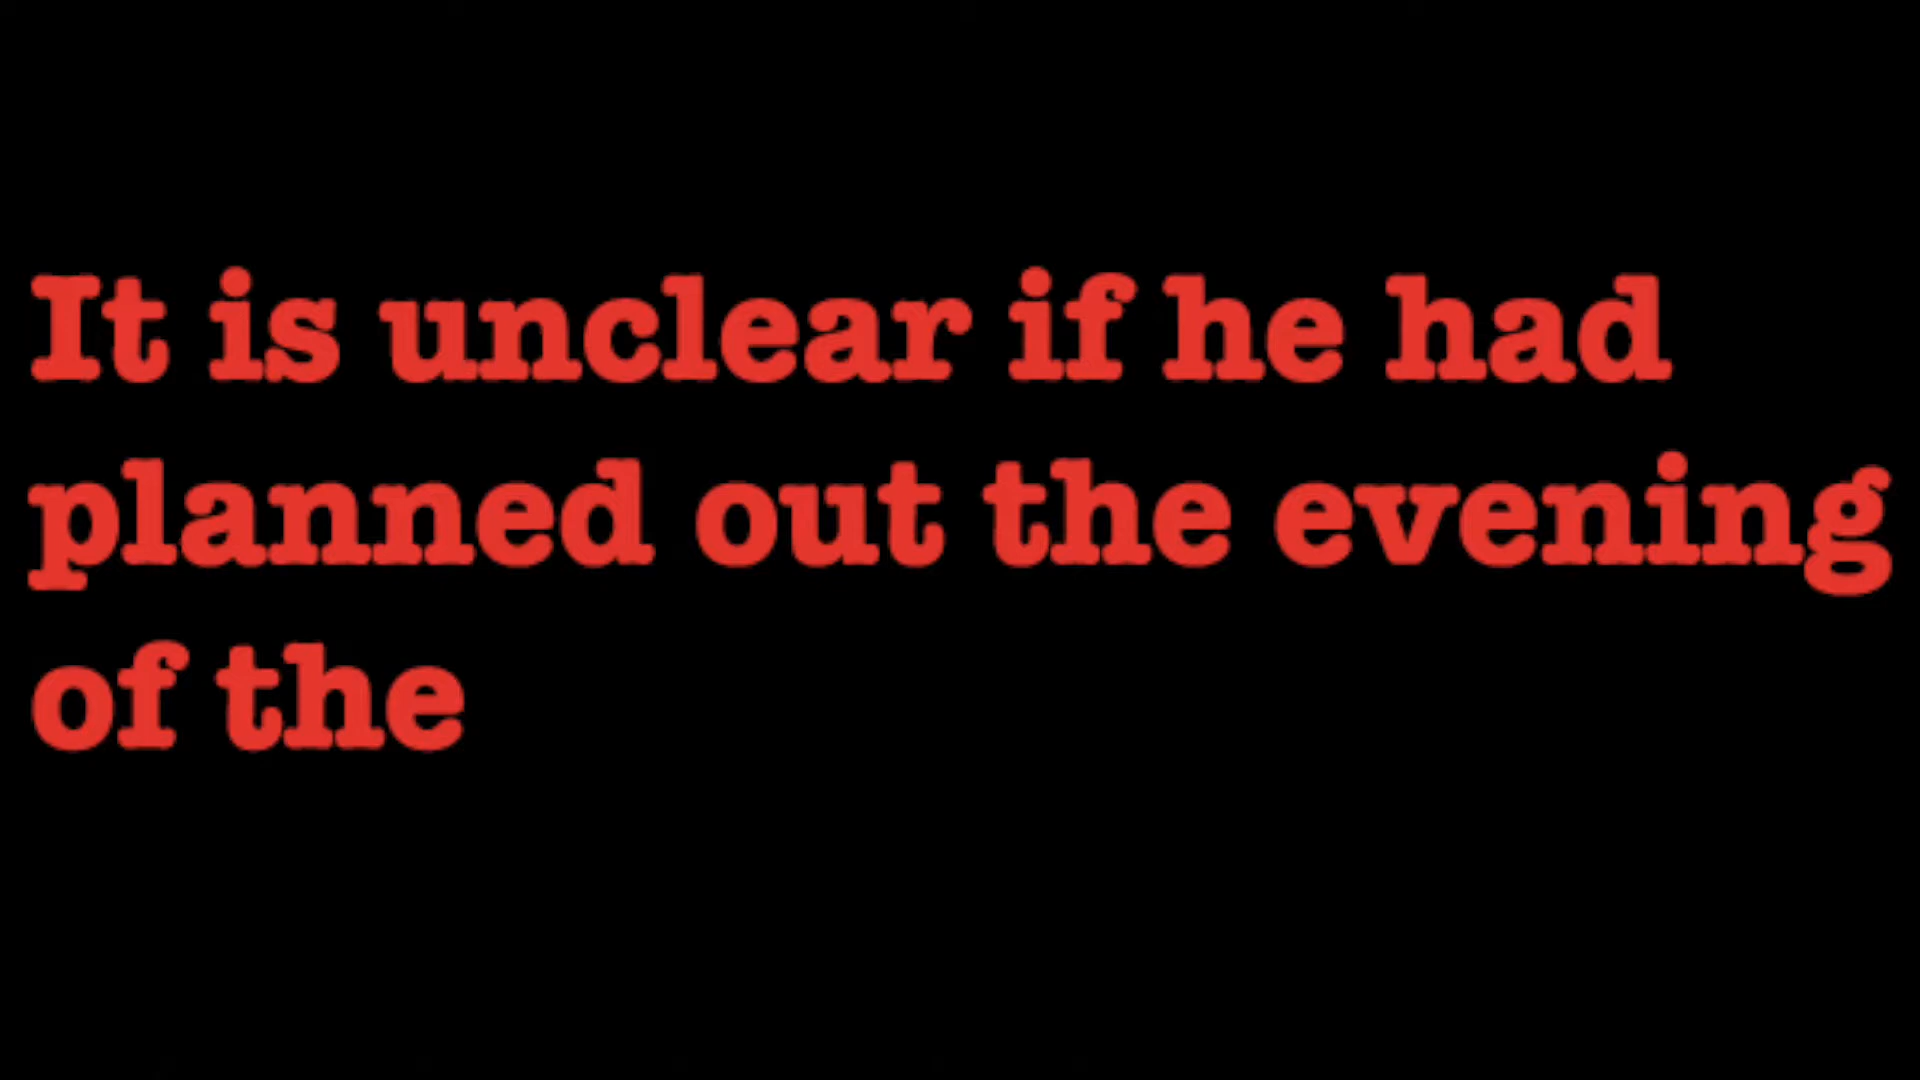 It is unclear if he had
planned out the evening
of the